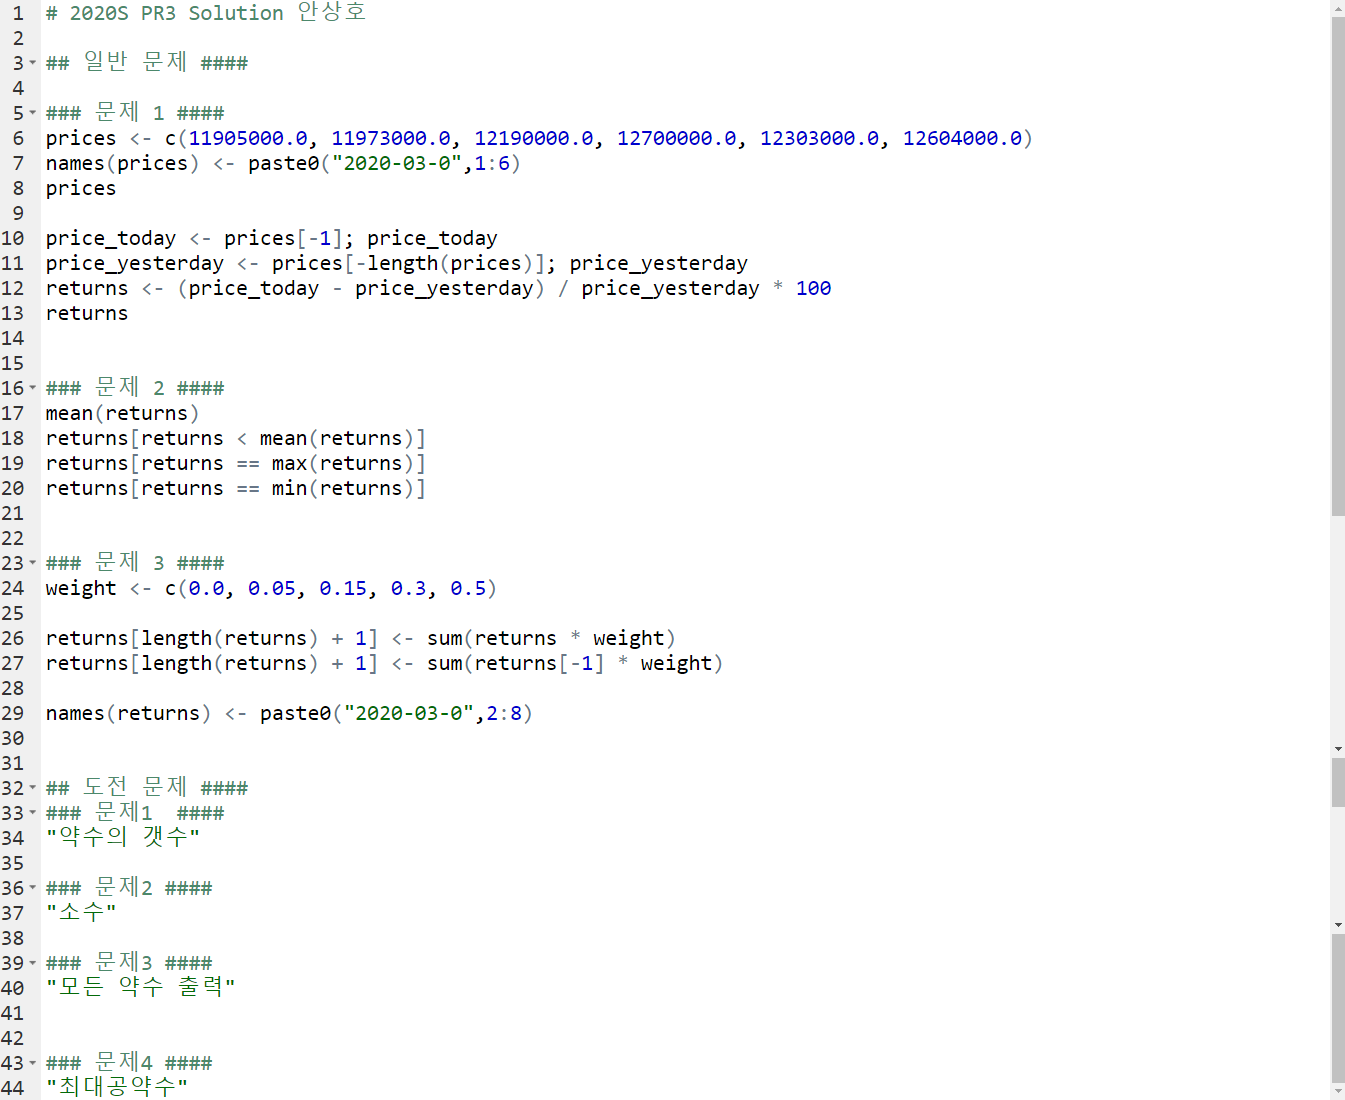 1 # 2020S PR3 Solution 안상호
2
3 ## 일반 문제 ####
4
5 ### 문제 1 ####
6 prices <- c(11905000.0, 11973000.0, 12190000.0, 12700000.0, 12303000.0, 12604000.0)
7 names(prices) <- paste0("2020-03-0",1:6)
8 prices
9
10 price_today <- prices[-1]; price_today
11 price_yesterday <- prices[-length(prices)]; price_yesterday
12 returns <- (price_today - price_yesterday) / price_yesterday * 100
13 returns
14
15
16 ### 문제 2 ####
17 mean(returns)
18 returns[returns < mean(returns)]
19 returns[returns == max(returns)]
20 returns[returns == min(returns)]
21
22
23 ### 문제 3 ####
24 weight <- c(0.0, 0.05, 0.15, 0.3, 0.5)
25
26 returns[length(returns) + 1] <- sum(returns * weight)
27 returns[length(returns) + 1] <- sum(returns[-1] * weight)
28
29 names(returns) <- paste0("2020-03-0",2:8)
30
31
32 ## 도전 문제 ####
33 ### 문제1  ####
34 "약수의 갯수"
35
36 ### 문제2 ####
37 "소수"
38
39 ### 문제3 ####
40 "모든 약수 출력"
41
42
43 ### 문제4 ####
44 "최대공약수"